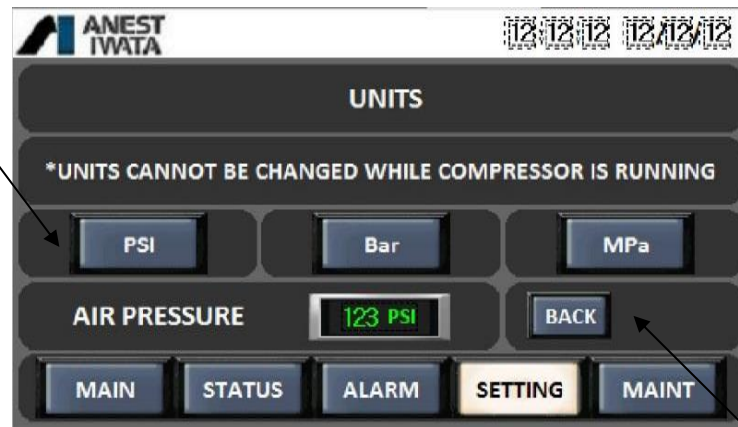 ANEST
IWATA
12:12:12 12/12/12
UNITS
*UNITS CANNOT BE CHANGED WHILE COMPRESSOR IS RUNNING
PSI Bar MPa
AIR PRESSURE 123 PSI BACK
MAIN STATUS ALARM SETTING MAINT